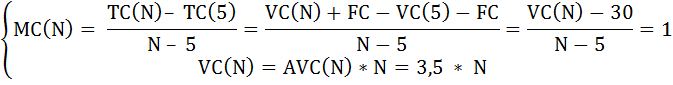 MC(N) = TC(N)– TC(5) / N – 5 = VC(N) + FC – VC(5) – FC / N – 5 = VC(N) – 30 / N – 5 = 1
VC(N) = AVC(N) ∗ N = 3,5 ∗ N